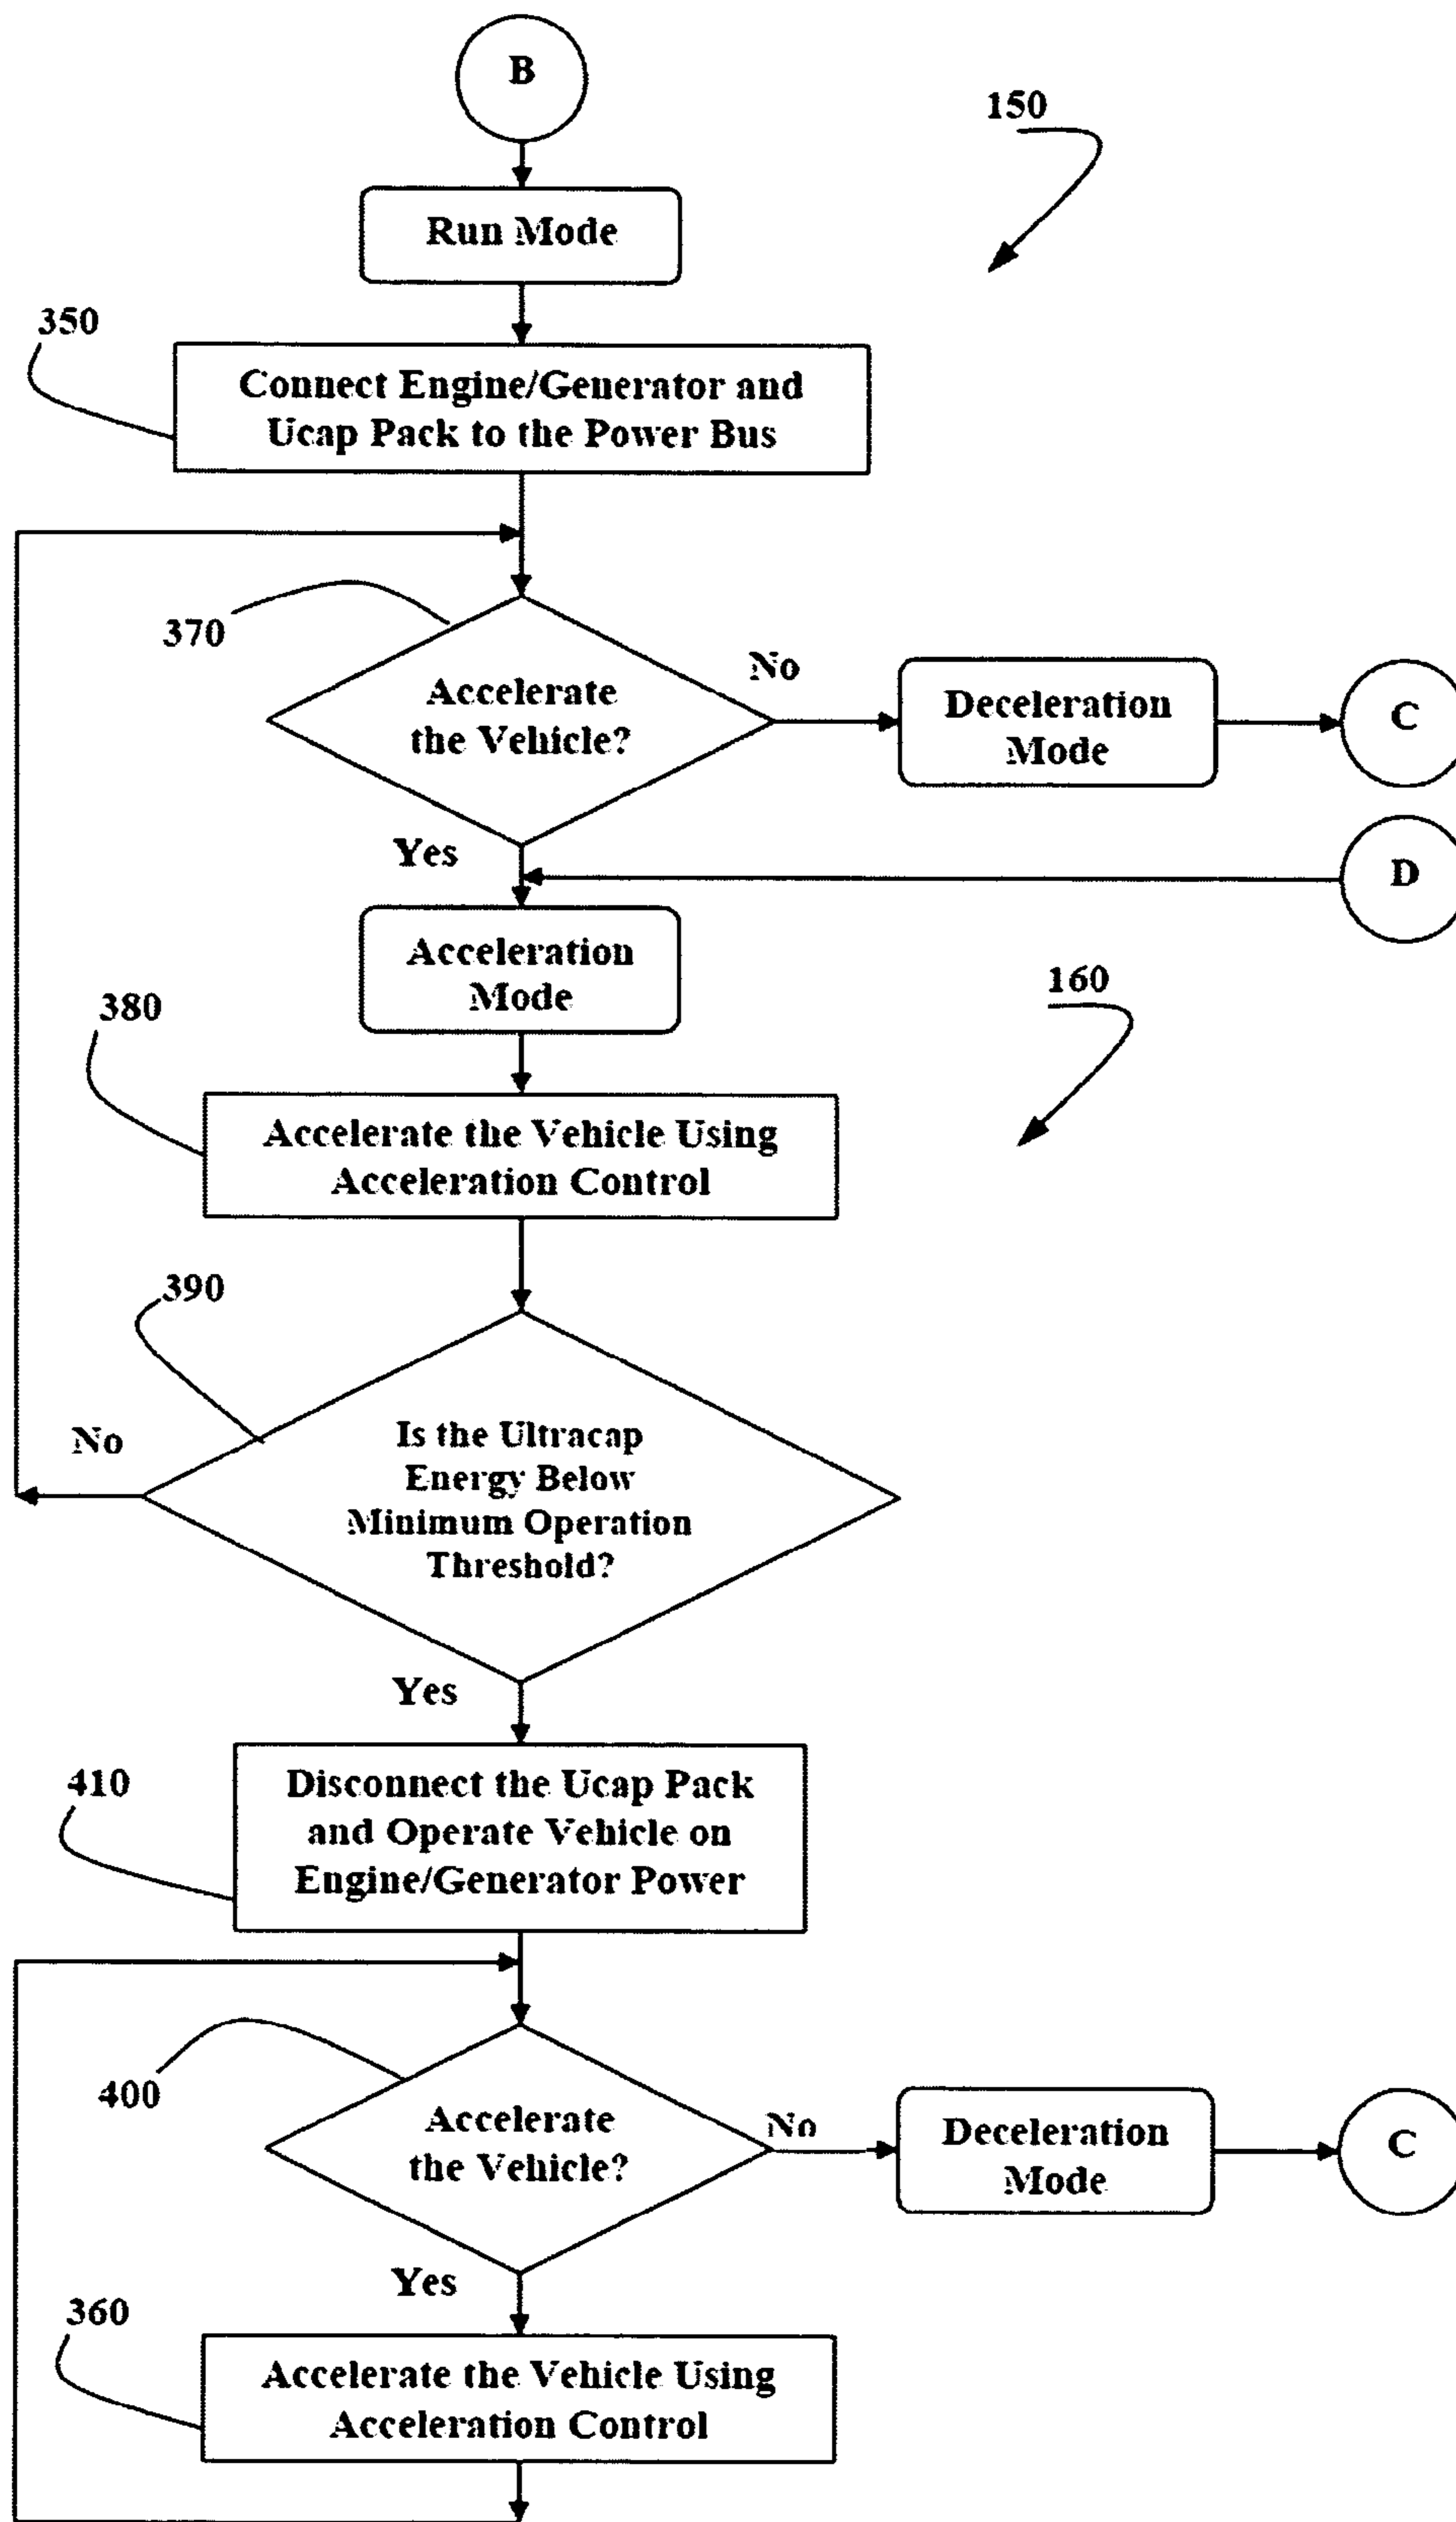 B
150
Run Mode
350
Connect Engine/Generator and
Ucap Pack to the Power Bus
370
Accelerate
the Vehicle?
No
Deceleration
Mode
C
Yes
D
Acceleration
Mode
160
380
Accelerate the Vehicle Using
Acceleration Control
390
No
Is the Ultracap
Energy Below
Minimum Operation
Threshold?
Yes
410
Disconnect the Ucap Pack
and Operate Vehicle on
Engine/Generator Power
400
Accelerate
the Vehicle?
No
Deceleration
Mode
C
Yes
360
Accelerate the Vehicle Using
Acceleration Control